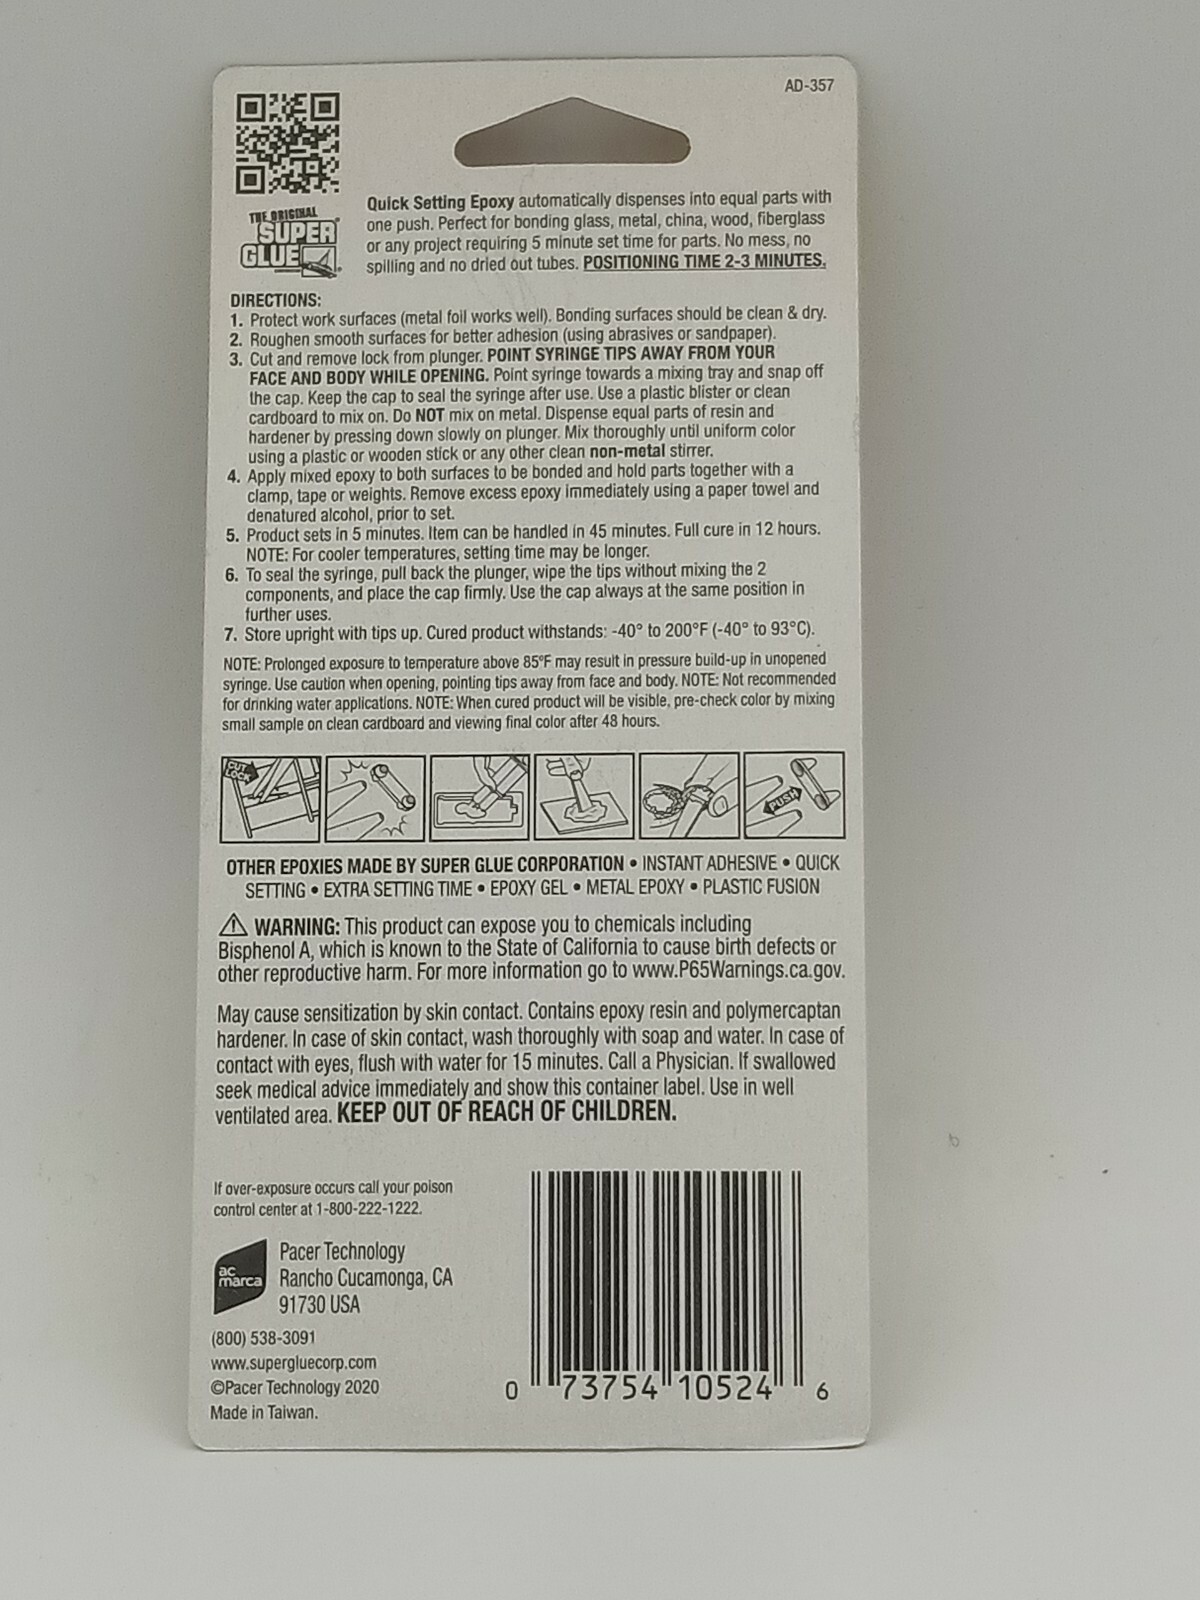 AD-357
THE ORIGINAL
SUPER
GLUE
Quick Setting Epoxy automatically dispenses into equal parts with
one push. Perfect for bonding glass, metal, china, wood, fiberglass
or any project requiring 5 minute set time for parts. No mess, no
spilling and no dried out tubes. POSITIONING TIME 2-3 MINUTES.
DIRECTIONS:
1. Protect work surfaces (metal foil works well). Bonding surfaces should be clean & dry.
2. Roughen smooth surfaces for better adhesion (using abrasives or sandpaper).
3. Cut and remove lock from plunger. POINT SYRINGE TIPS AWAY FROM YOUR
FACE AND BODY WHILE OPENING. Point syringe towards a mixing tray and snap off
the cap. Keep the cap to seal the syringe after use. Use a plastic blister or clean
cardboard to mix on. Do NOT mix on metal. Dispense equal parts of resin and
hardener by pressing down slowly on plunger. Mix thoroughly until uniform color
using a plastic or wooden stick or any other clean non-metal stirrer.
4. Apply mixed epoxy to both surfaces to be bonded and hold parts together with a
clamp, tape or weights. Remove excess epoxy immediately using a paper towel and
denatured alcohol, prior to set.
5. Product sets in 5 minutes. Item can be handled in 45 minutes. Full cure in 12 hours.
NOTE: For cooler temperatures, setting time may be longer.
6. To seal the syringe, pull back the plunger, wipe the tips without mixing the 2
components, and place the cap firmly. Use the cap always at the same position in
further uses.
7. Store upright with tips up. Cured product withstands: -40° to 200°F (-40° to 93°C).
NOTE: Prolonged exposure to temperature above 85°F may result in pressure build-up in unopened
syringe. Use caution when opening, pointing tips away from face and body. NOTE: Not recommended
for drinking water applications. NOTE: When cured product will be visible, pre-check color by mixing
small sample on clean cardboard and viewing final color after 48 hours.
CUT
LOCK
PUSH
OTHER EPOXIES MADE BY SUPER GLUE CORPORATION • INSTANT ADHESIVE • QUICK
SETTING • EXTRA SETTING TIME • EPOXY GEL • METAL EPOXY • PLASTIC FUSION
WARNING: This product can expose you to chemicals including
Bisphenol A, which is known to the State of California to cause birth defects or
other reproductive harm. For more information go to www.P65Warnings.ca.gov.
May cause sensitization by skin contact. Contains epoxy resin and polymercaptan
hardener. In case of skin contact, wash thoroughly with soap and water. In case of
contact with eyes, flush with water for 15 minutes. Call a Physician. If swallowed
seek medical advice immediately and show this container label. Use in well
ventilated area. KEEP OUT OF REACH OF CHILDREN.
If over-exposure occurs call your poison
control center at 1-800-222-1222.
ac
marca
Pacer Technology
Rancho Cucamonga, CA
91730 USA
(800) 538-3091
www.supergluecorp.com
©Pacer Technology 2020
Made in Taiwan.
0 73754 10524 6